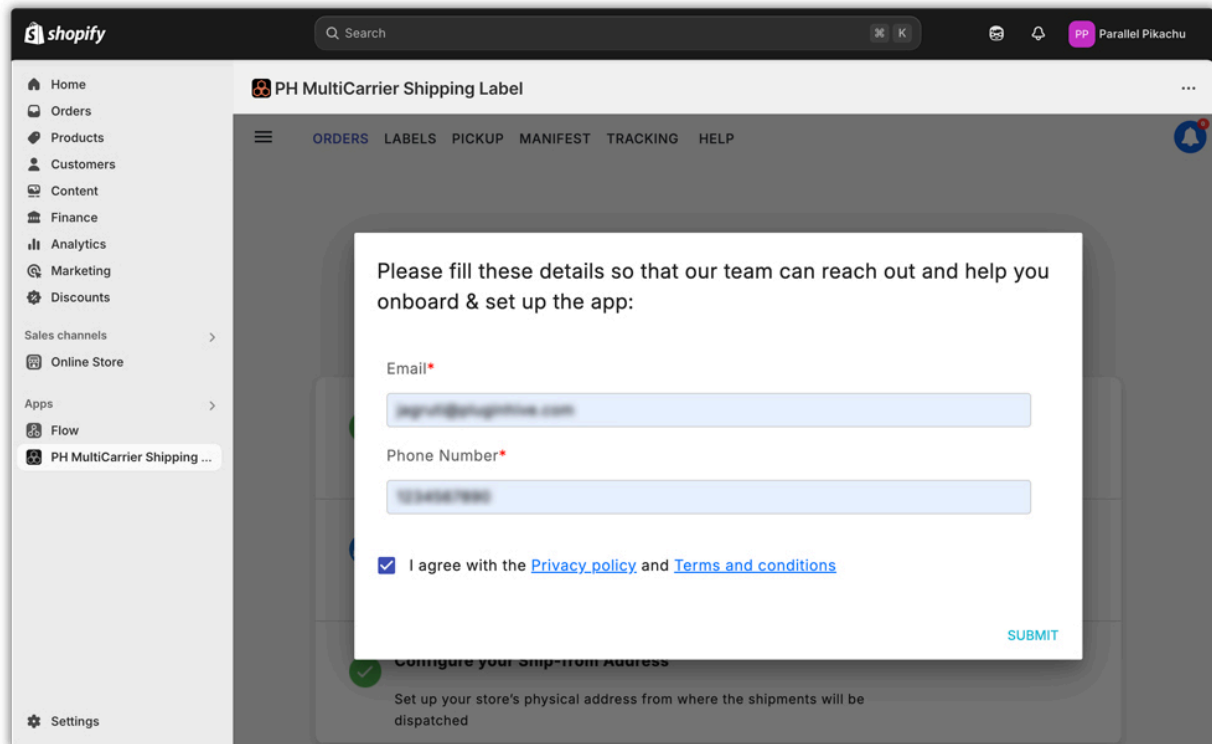 shopify
Search
⌘ K
PP Parallel Pikachu
Home
Orders
Products
Customers
Content
Finance
Analytics
Marketing
Discounts
Sales channels
Online Store
Apps
Flow
PH MultiCarrier Shipping ...
Settings
PH MultiCarrier Shipping Label
ORDERS LABELS PICKUP MANIFEST TRACKING HELP
Please fill these details so that our team can reach out and help you
onboard & set up the app:
Email*
Phone Number*
I agree with the Privacy policy and Terms and conditions
SUBMIT
Configure your Ship-from Address
Set up your store's physical address from where the shipments will be
dispatched